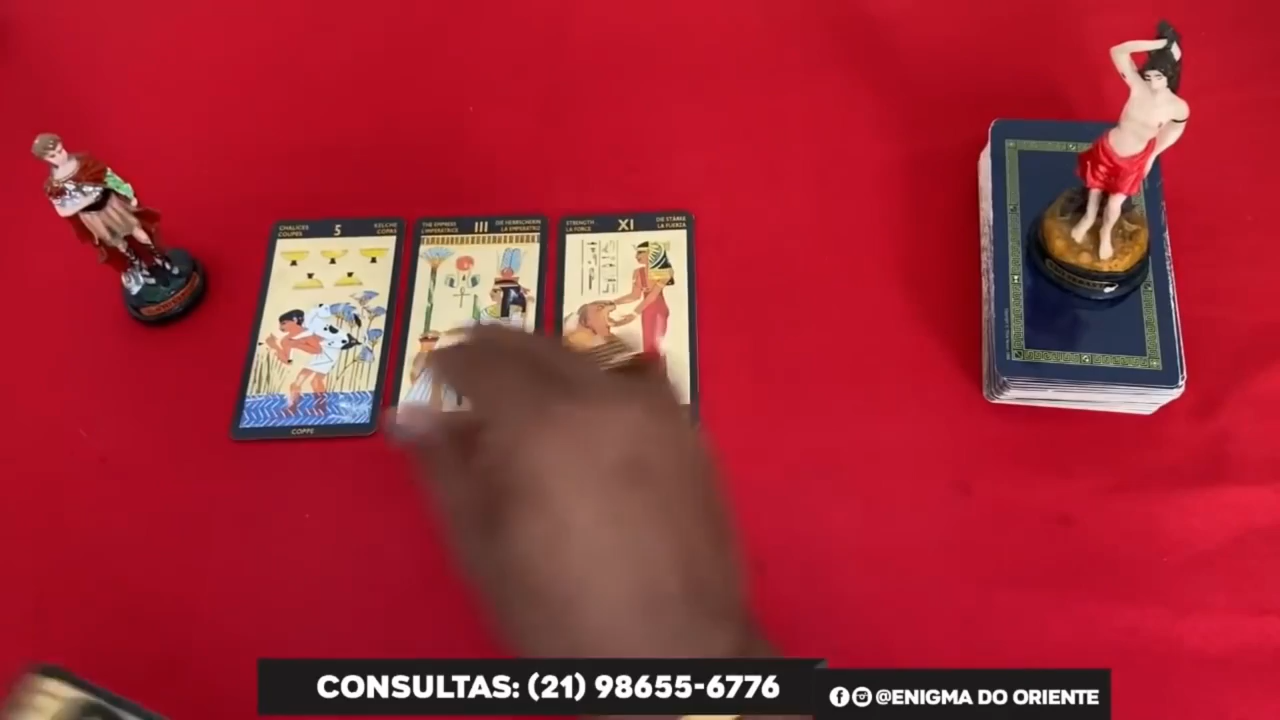 CHALICES
COUPES
5
KELCHE
COPAS
COPPE
THE EMPRESS
L'IMPERATRICE
III
DIE HERRSCHERIN
LA EMPERATRIZ
STRENGTH
LA FORCE
XI
DIE STÄRKE
LA FUERZA
CONSULTAS: (21) 98655-6776
@ENIGMA DO ORIENTE